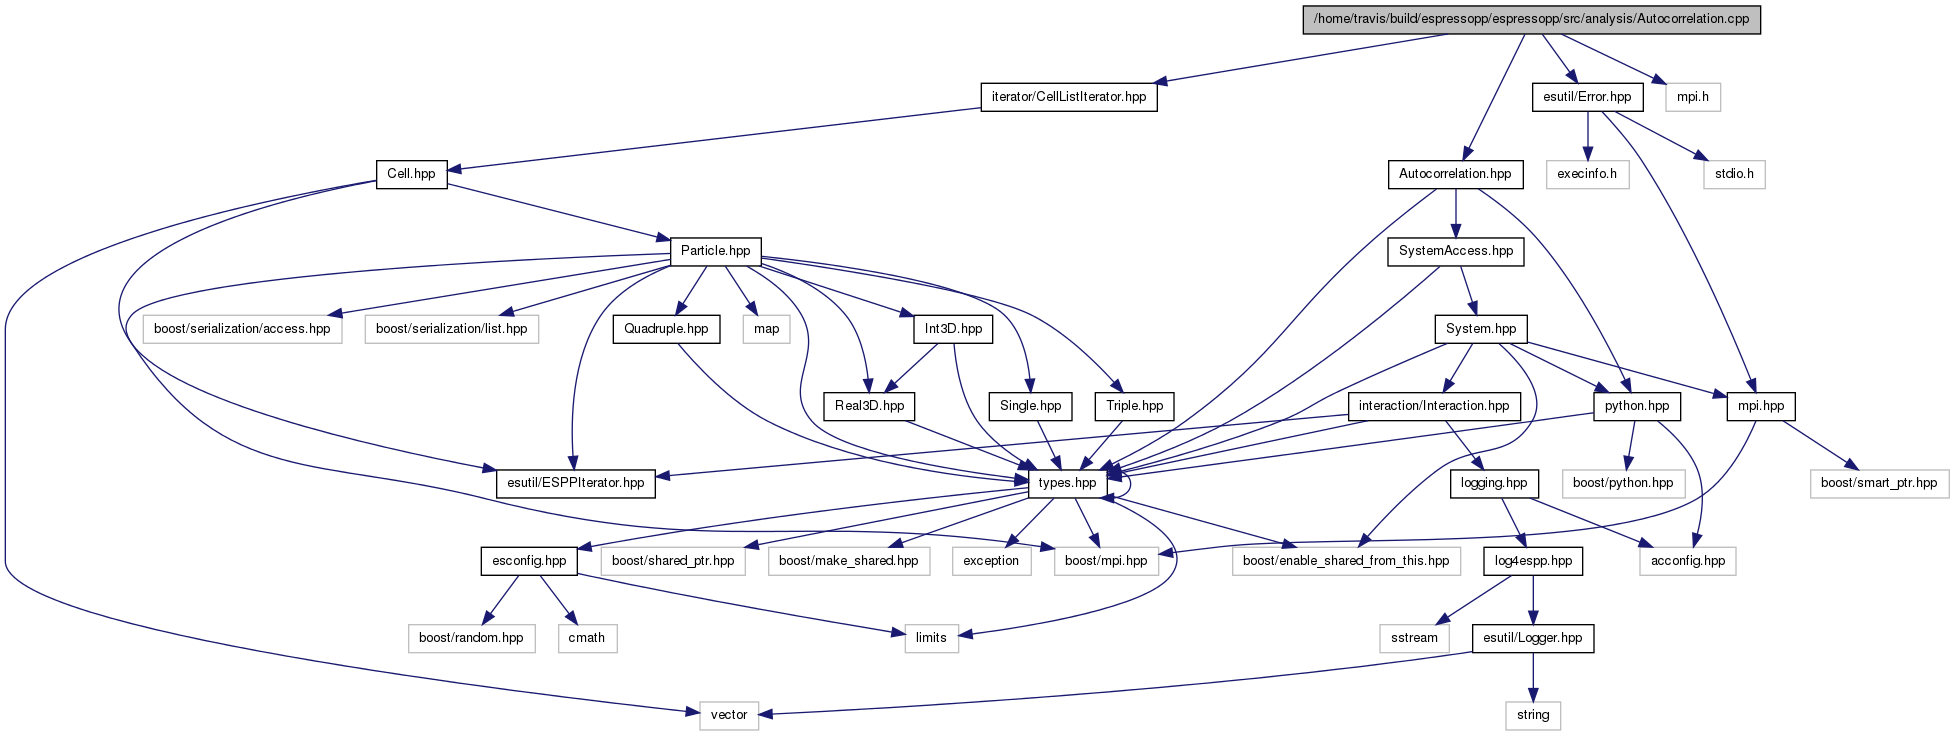 /home/travis/build/espressopp/espressopp/src/analysis/Autocorrelation.cpp
iterator/CellListIterator.hpp
esutil/Error.hpp
mpi.h
Cell.hpp
Autocorrelation.hpp
execinfo.h
stdio.h
Particle.hpp
SystemAccess.hpp
boost/serialization/access.hpp
boost/serialization/list.hpp
Quadruple.hpp
map
Int3D.hpp
System.hpp
Real3D.hpp
Single.hpp
Triple.hpp
interaction/Interaction.hpp
python.hpp
mpi.hpp
esutil/ESPPIterator.hpp
types.hpp
logging.hpp
boost/python.hpp
boost/smart_ptr.hpp
esconfig.hpp
boost/shared_ptr.hpp
boost/make_shared.hpp
exception
boost/mpi.hpp
boost/enable_shared_from_this.hpp
log4espp.hpp
acconfig.hpp
boost/random.hpp
cmath
limits
sstream
esutil/Logger.hpp
vector
string